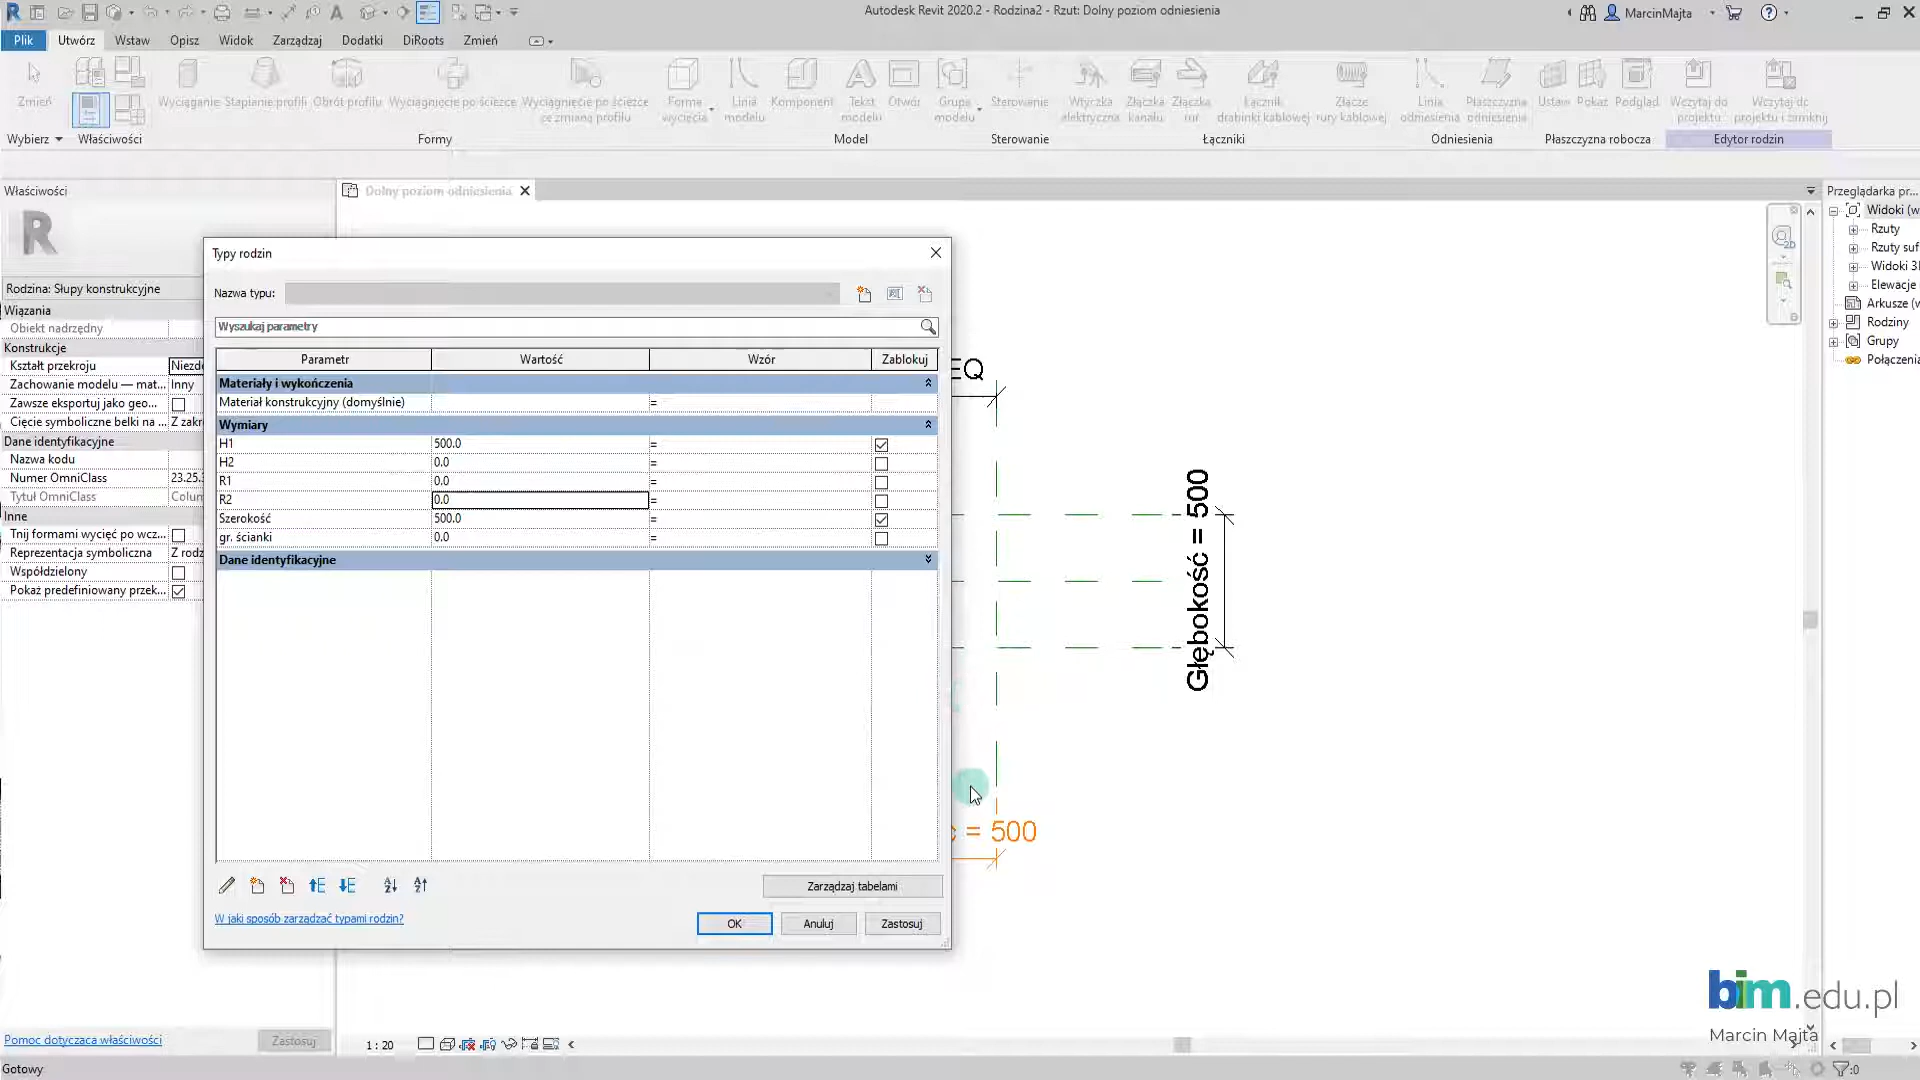 Autodesk Revit 2020.2 - Rodzina2 - Rzut: Dolny poziom odniesienia
MarcinMajta
Plik Utwórz Wstaw Opisz Widok Zarządzaj Dodatki DiRoots Zmień
Zmień
Wyciąganie Stapianie profili Obrót profilu Wyciągnięcie po ścieżce Wyciągnięcie po ścieżce ze zmianą profilu
Forma wycięcia
Linia modelu
Komponent
Tekst modelu
Otwór
Grupa modelu
Sterowanie
Wtyczka elektryczna
Złączka kanału
Złączka rur
Łącznik drabinki kablowej
Złącze rury kablowej
Linia odniesienia
Płaszczyzna odniesienia
Ustaw Pokaż Podgląd
Wczytaj do projektu
Wczytaj do projektu i zamknij
Wybierz Właściwości Formy Model Sterowanie Łączniki Odniesienia Płaszczyzna robocza Edytor rodzin
Właściwości
Dolny poziom odniesienia
Przeglądarka pr...
R
Rodzina: Słupy konstrukcyjne
Wiązania
Obiekt nadrzędny
Konstrukcje
Kształt przekroju
Zachowanie modelu — mat... Inny
Zawsze eksportuj jako geo...
Cięcie symboliczne belki na ...
Dane identyfikacyjne
Nazwa kodu
Numer OmniClass 23.25.
Tytuł OmniClass
Inne
Tnij formami wycięć po wcz...
Reprezentacja symboliczna
Współdzielony
Pokaż predefiniowany przek...
Pomoc dotycząca właściwości
Zastosuj
Typy rodzin
Nazwa typu:
Wyszukaj parametry
Parametr Wartość Wzór Zablokuj
Materiały i wykończenia
Materiał konstrukcyjny (domyślnie) =
Wymiary
H1 500.0 =
H2 0.0 =
R1 0.0 =
R2 0.0 =
Szerokość 500.0 =
gr. ścianki 0.0 =
Dane identyfikacyjne
Zarządzaj tabelami
W jaki sposób zarządzać typami rodzin?
OK Anuluj Zastosuj
EQ
Głębokość = 500
= 500
2D
Widoki (w
Rzuty
Rzuty suf
Widoki 3
Elewacje
Arkusze (w
Rodziny
Grupy
Połączenia
bim.edu.pl
Marcin Majta
1 : 20
Gotowy
:0